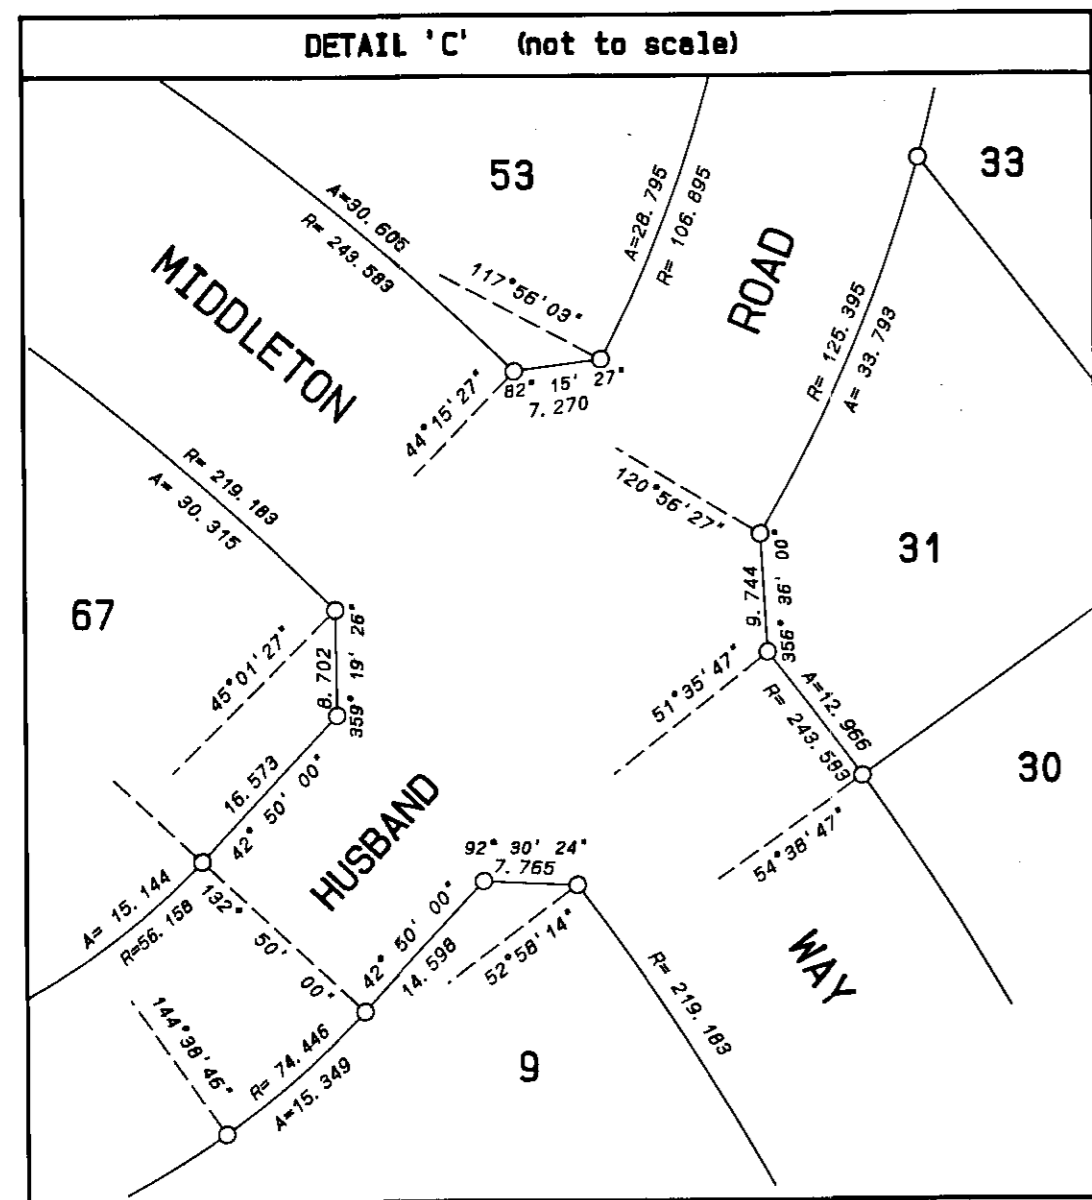 DETAIL 'C' (not to scale)
53
33
A=30.605
R= 243.583
A=28.795
R= 106.895
117°56'03"
MIDDLETON
ROAD
R= 125.395
A= 33.793
82° 15' 27"
7.270
44°15'27"
R= 219.183
A= 30.315
120°56'27"
9.744
356° 36' 00"
31
67
45°01'27"
8.702
359° 19' 26"
51°35'47"
A=12.966
R= 243.583
30
16.573
42° 50' 00"
HUSBAND
54°38'47"
92° 30' 24"
7.765
A= 15.144
R=56.158
132° 50' 00"
42° 50' 00"
14.598
52°58'14"
WAY
R= 219.183
144°38'46"
R= 74.446
A=15.349
9